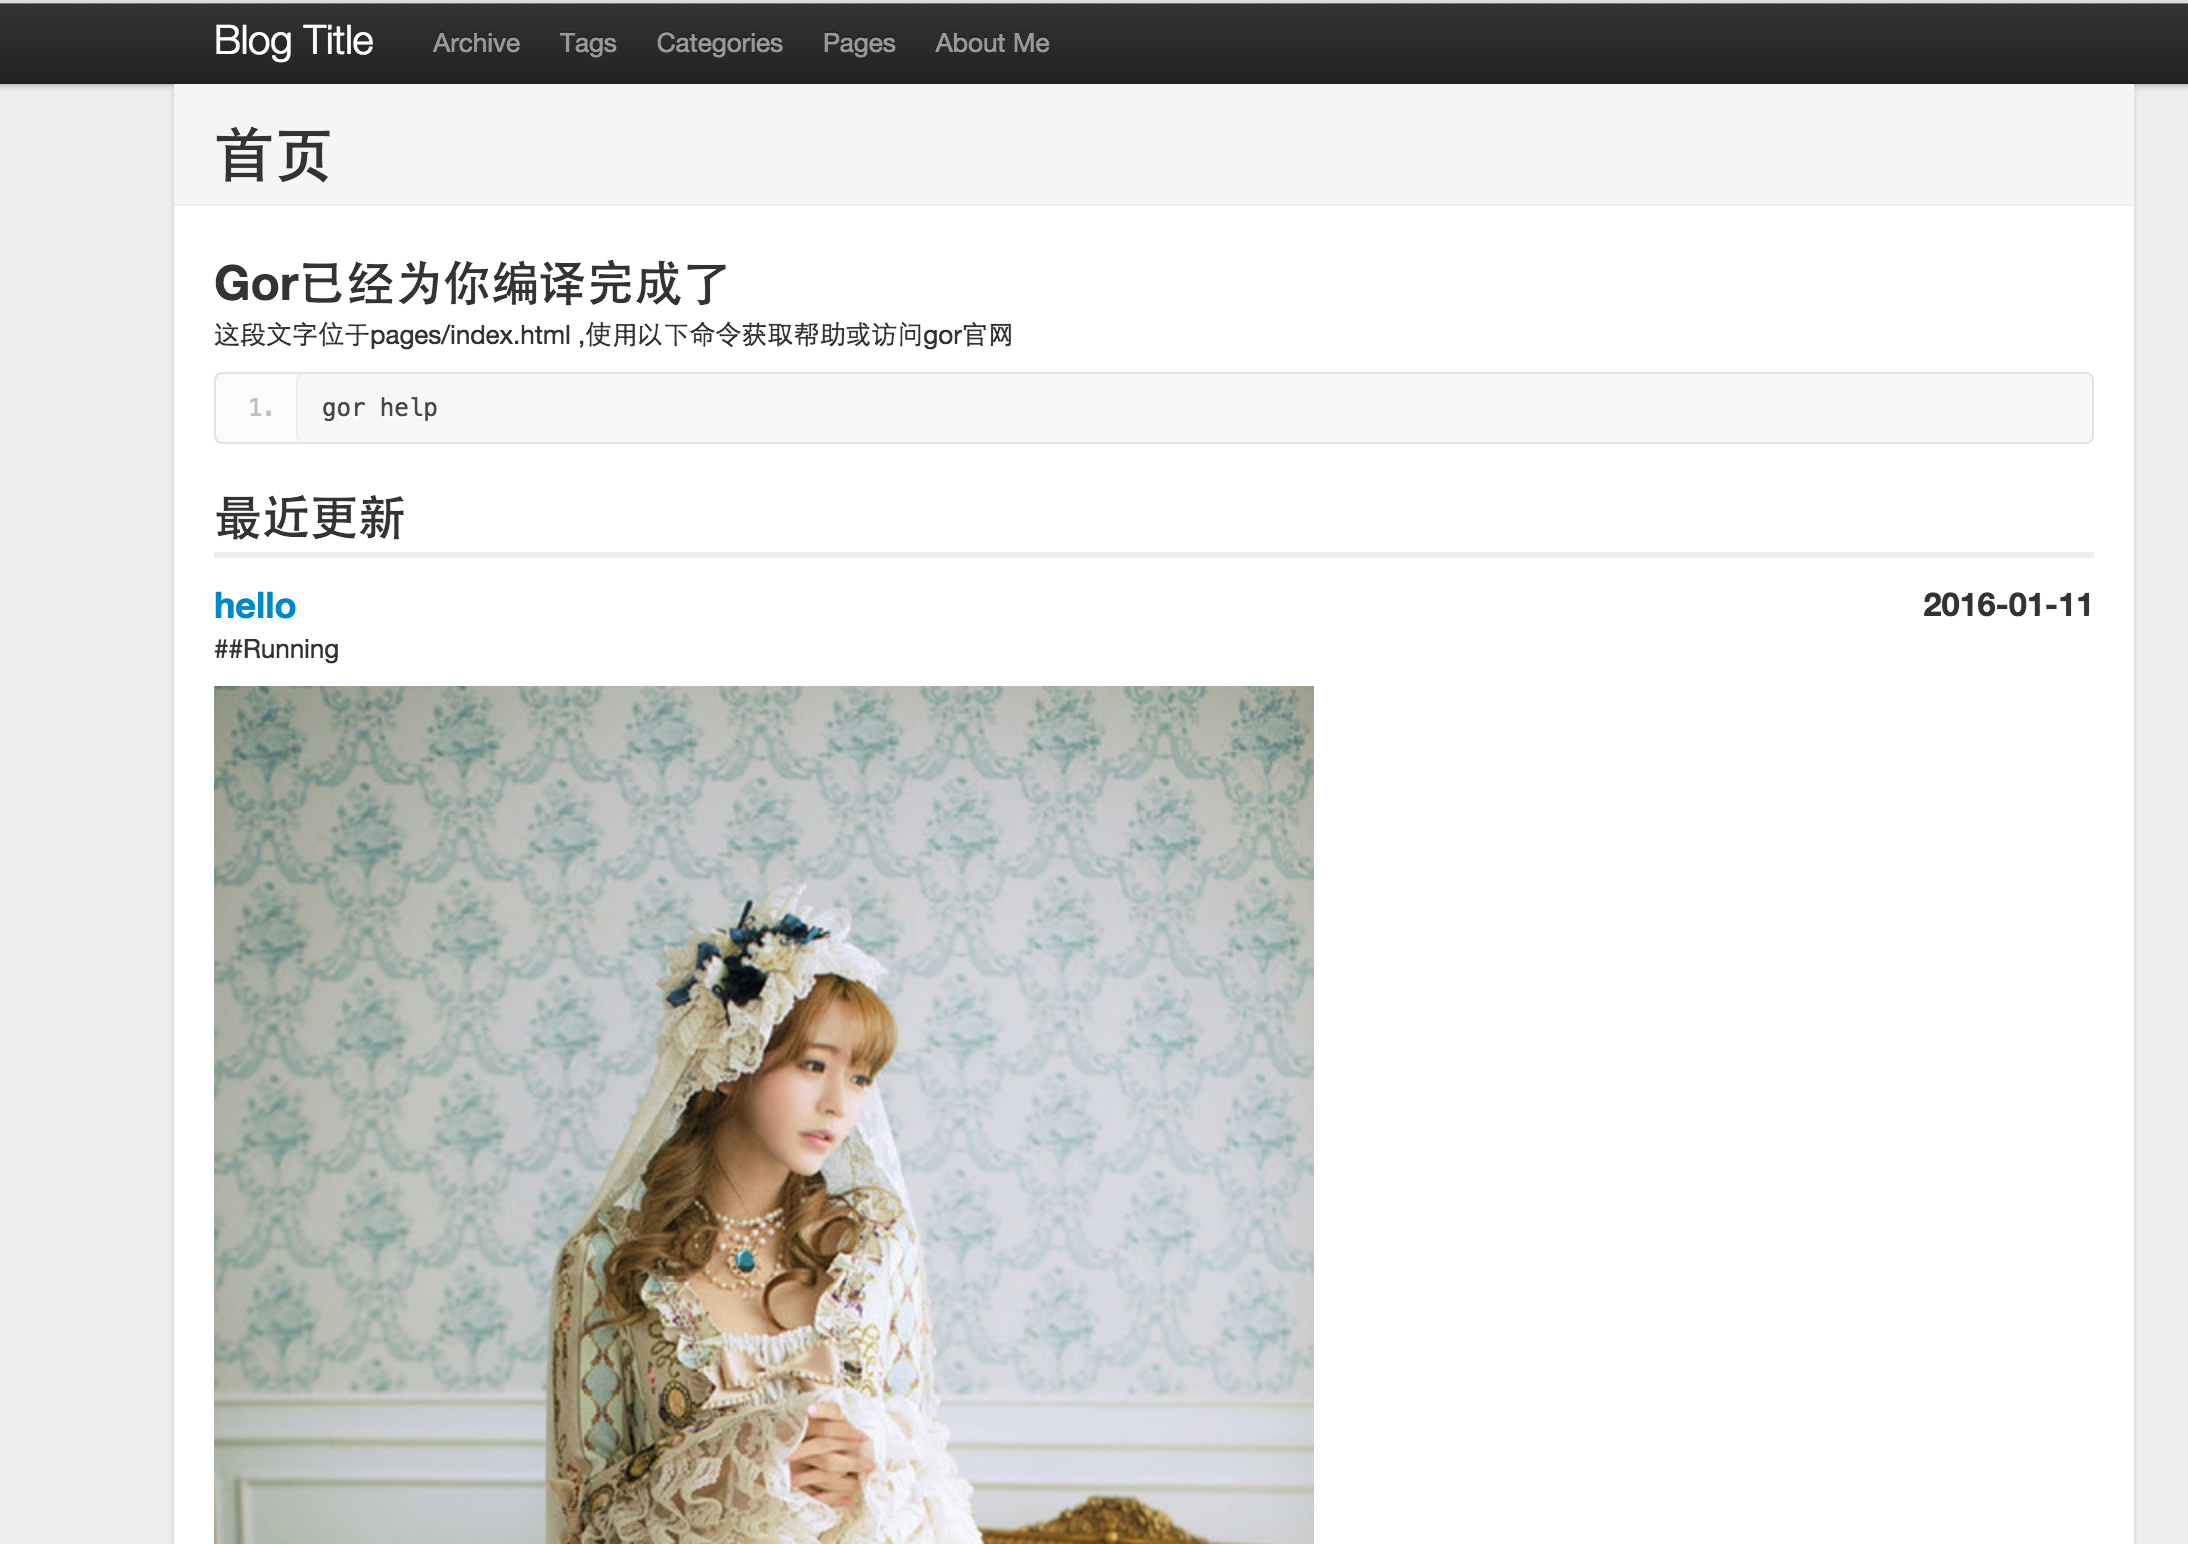 Blog Title Archive Tags Categories Pages About Me
首页
Gor已经为你编译完成了
这段文字位于pages/index.html ,使用以下命令获取帮助或访问gor官网
1. gor help
最近更新
hello 2016-01-11
##Running